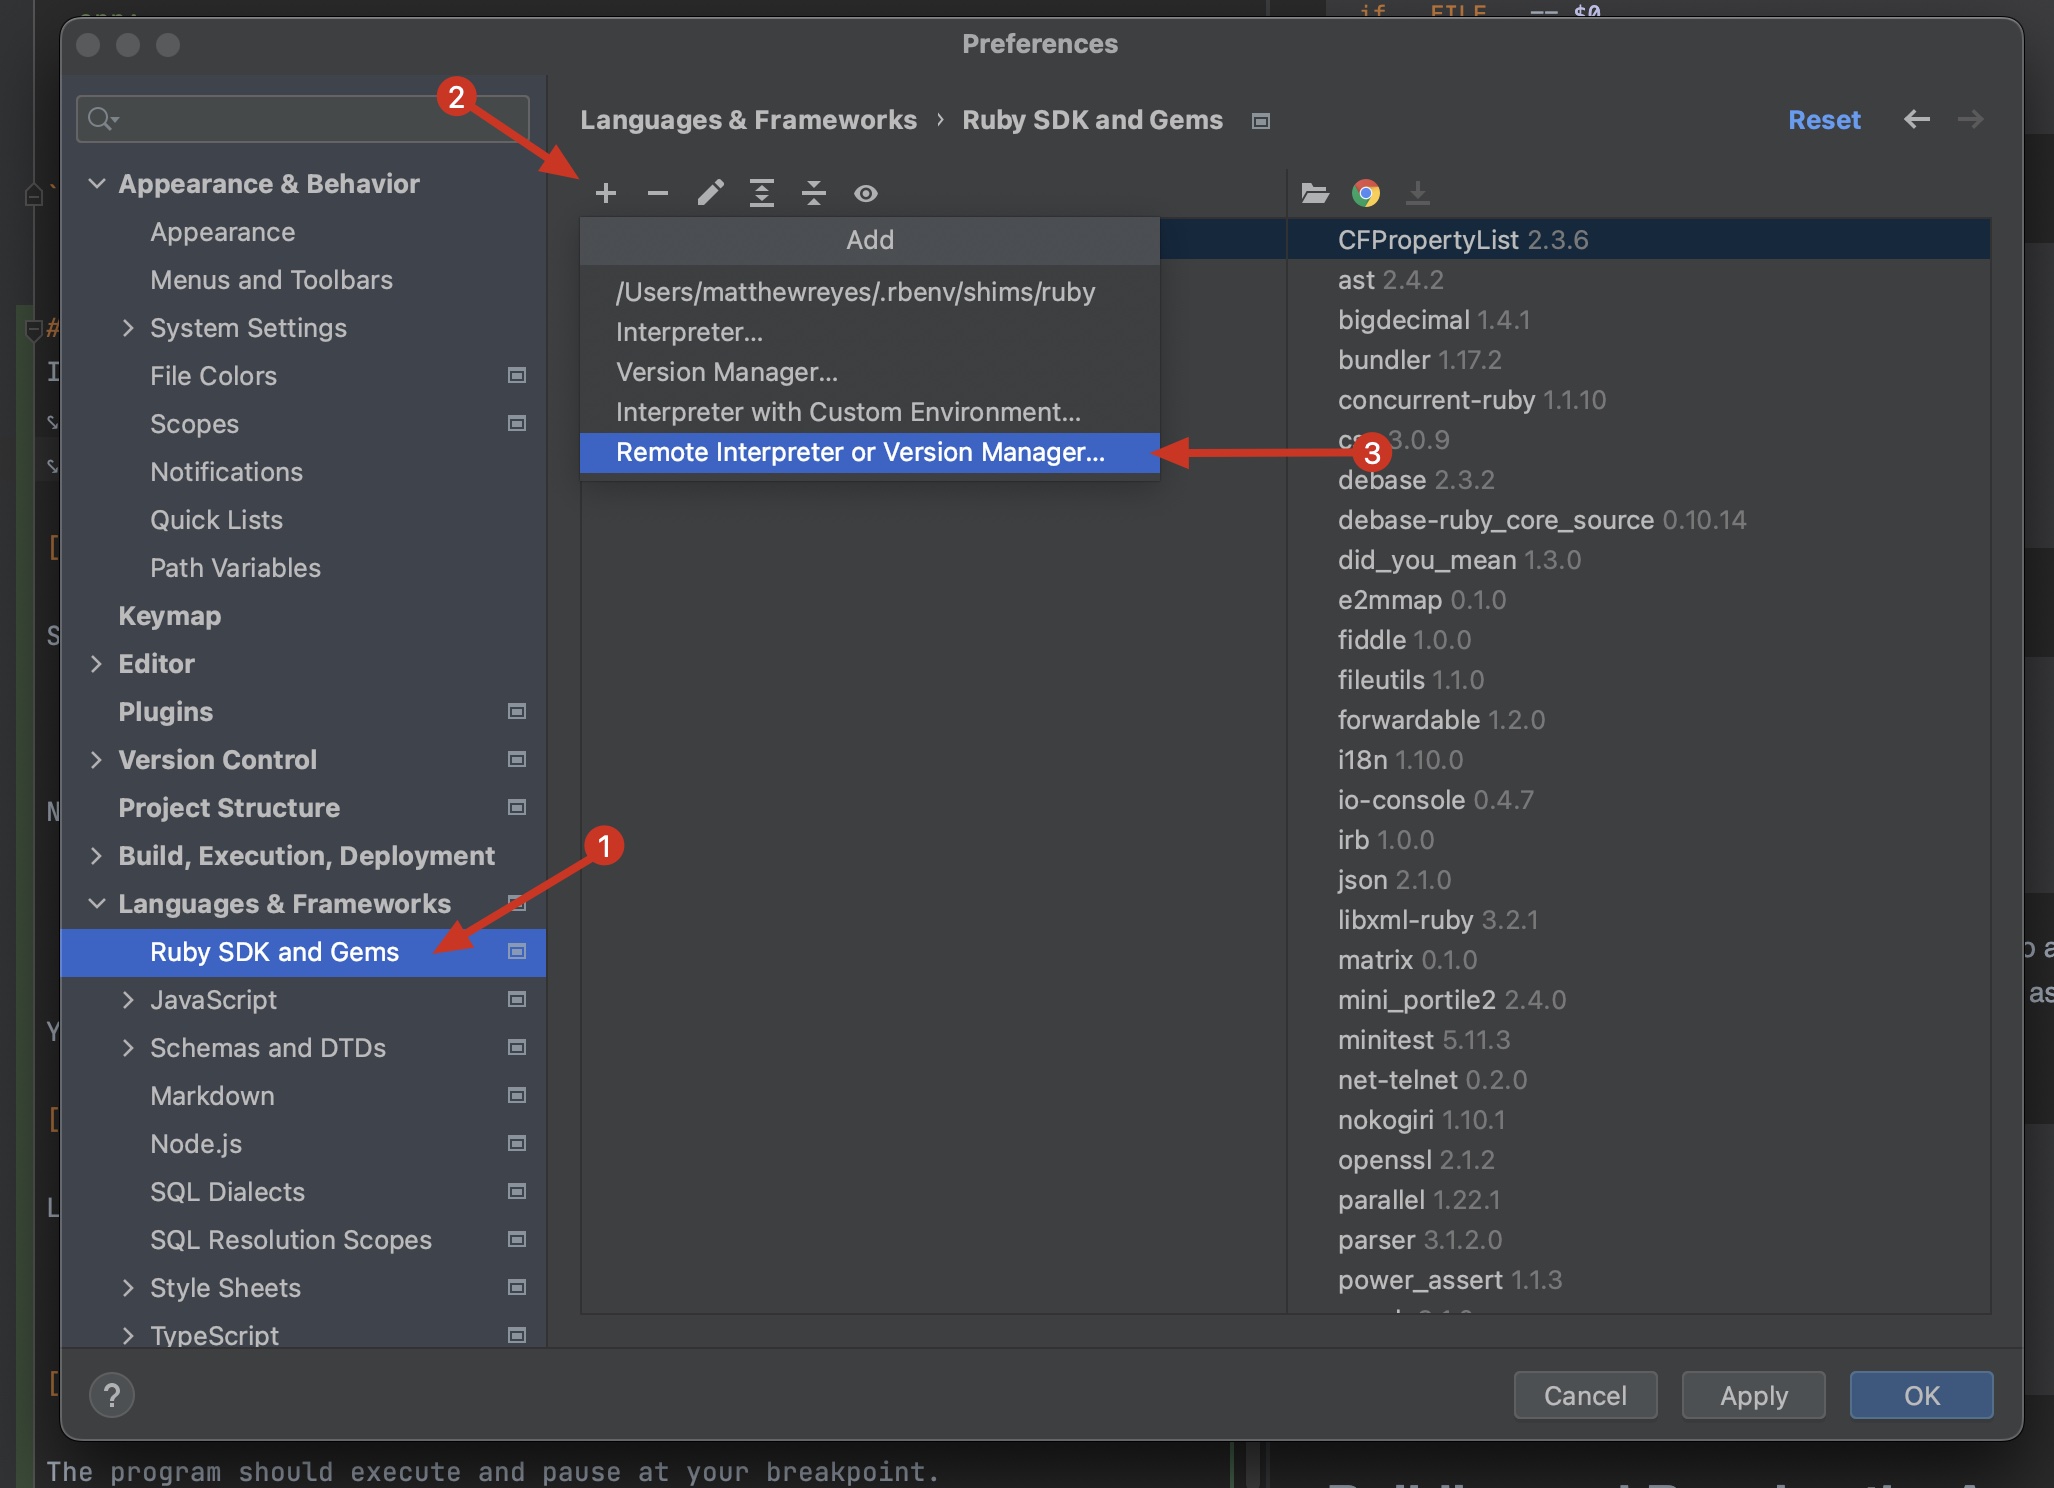 if __FILE__ == $0
Preferences
2
Languages & Frameworks › Ruby SDK and Gems
Reset
Appearance & Behavior
Appearance
Menus and Toolbars
System Settings
File Colors
Scopes
Notifications
Quick Lists
Path Variables
Keymap
Editor
Plugins
Version Control
Project Structure
Build, Execution, Deployment
Languages & Frameworks
Ruby SDK and Gems
JavaScript
Schemas and DTDs
Markdown
Node.js
SQL Dialects
SQL Resolution Scopes
Style Sheets
TypeScript
1
Add
/Users/matthewreyes/.rbenv/shims/ruby
Interpreter...
Version Manager...
Interpreter with Custom Environment...
Remote Interpreter or Version Manager...
3
CFPropertyList 2.3.6
ast 2.4.2
bigdecimal 1.4.1
bundler 1.17.2
concurrent-ruby 1.1.10
3.0.9
debase 2.3.2
debase-ruby_core_source 0.10.14
did_you_mean 1.3.0
e2mmap 0.1.0
fiddle 1.0.0
fileutils 1.1.0
forwardable 1.2.0
i18n 1.10.0
io-console 0.4.7
irb 1.0.0
json 2.1.0
libxml-ruby 3.2.1
matrix 0.1.0
mini_portile2 2.4.0
minitest 5.11.3
net-telnet 0.2.0
nokogiri 1.10.1
openssl 2.1.2
parallel 1.22.1
parser 3.1.2.0
power_assert 1.1.3
?
Cancel
Apply
OK
The program should execute and pause at your breakpoint.